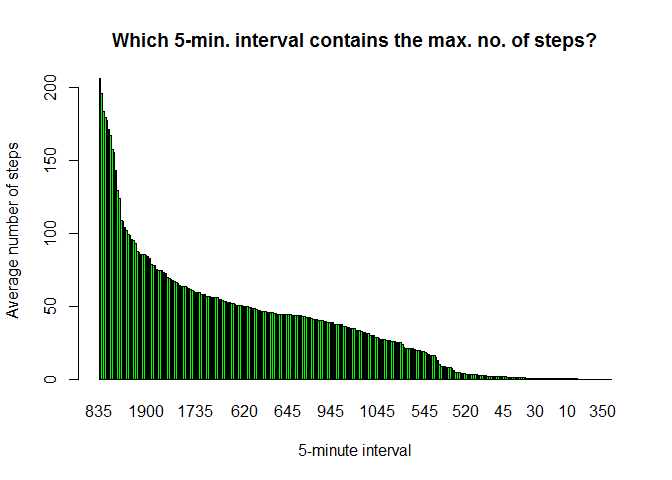 Which 5-min. interval contains the max. no. of steps?
Average number of steps
200
150
100
50
0
835 1900 1735 620 645 945 1045 545 520 45 30 10 350
5-minute interval